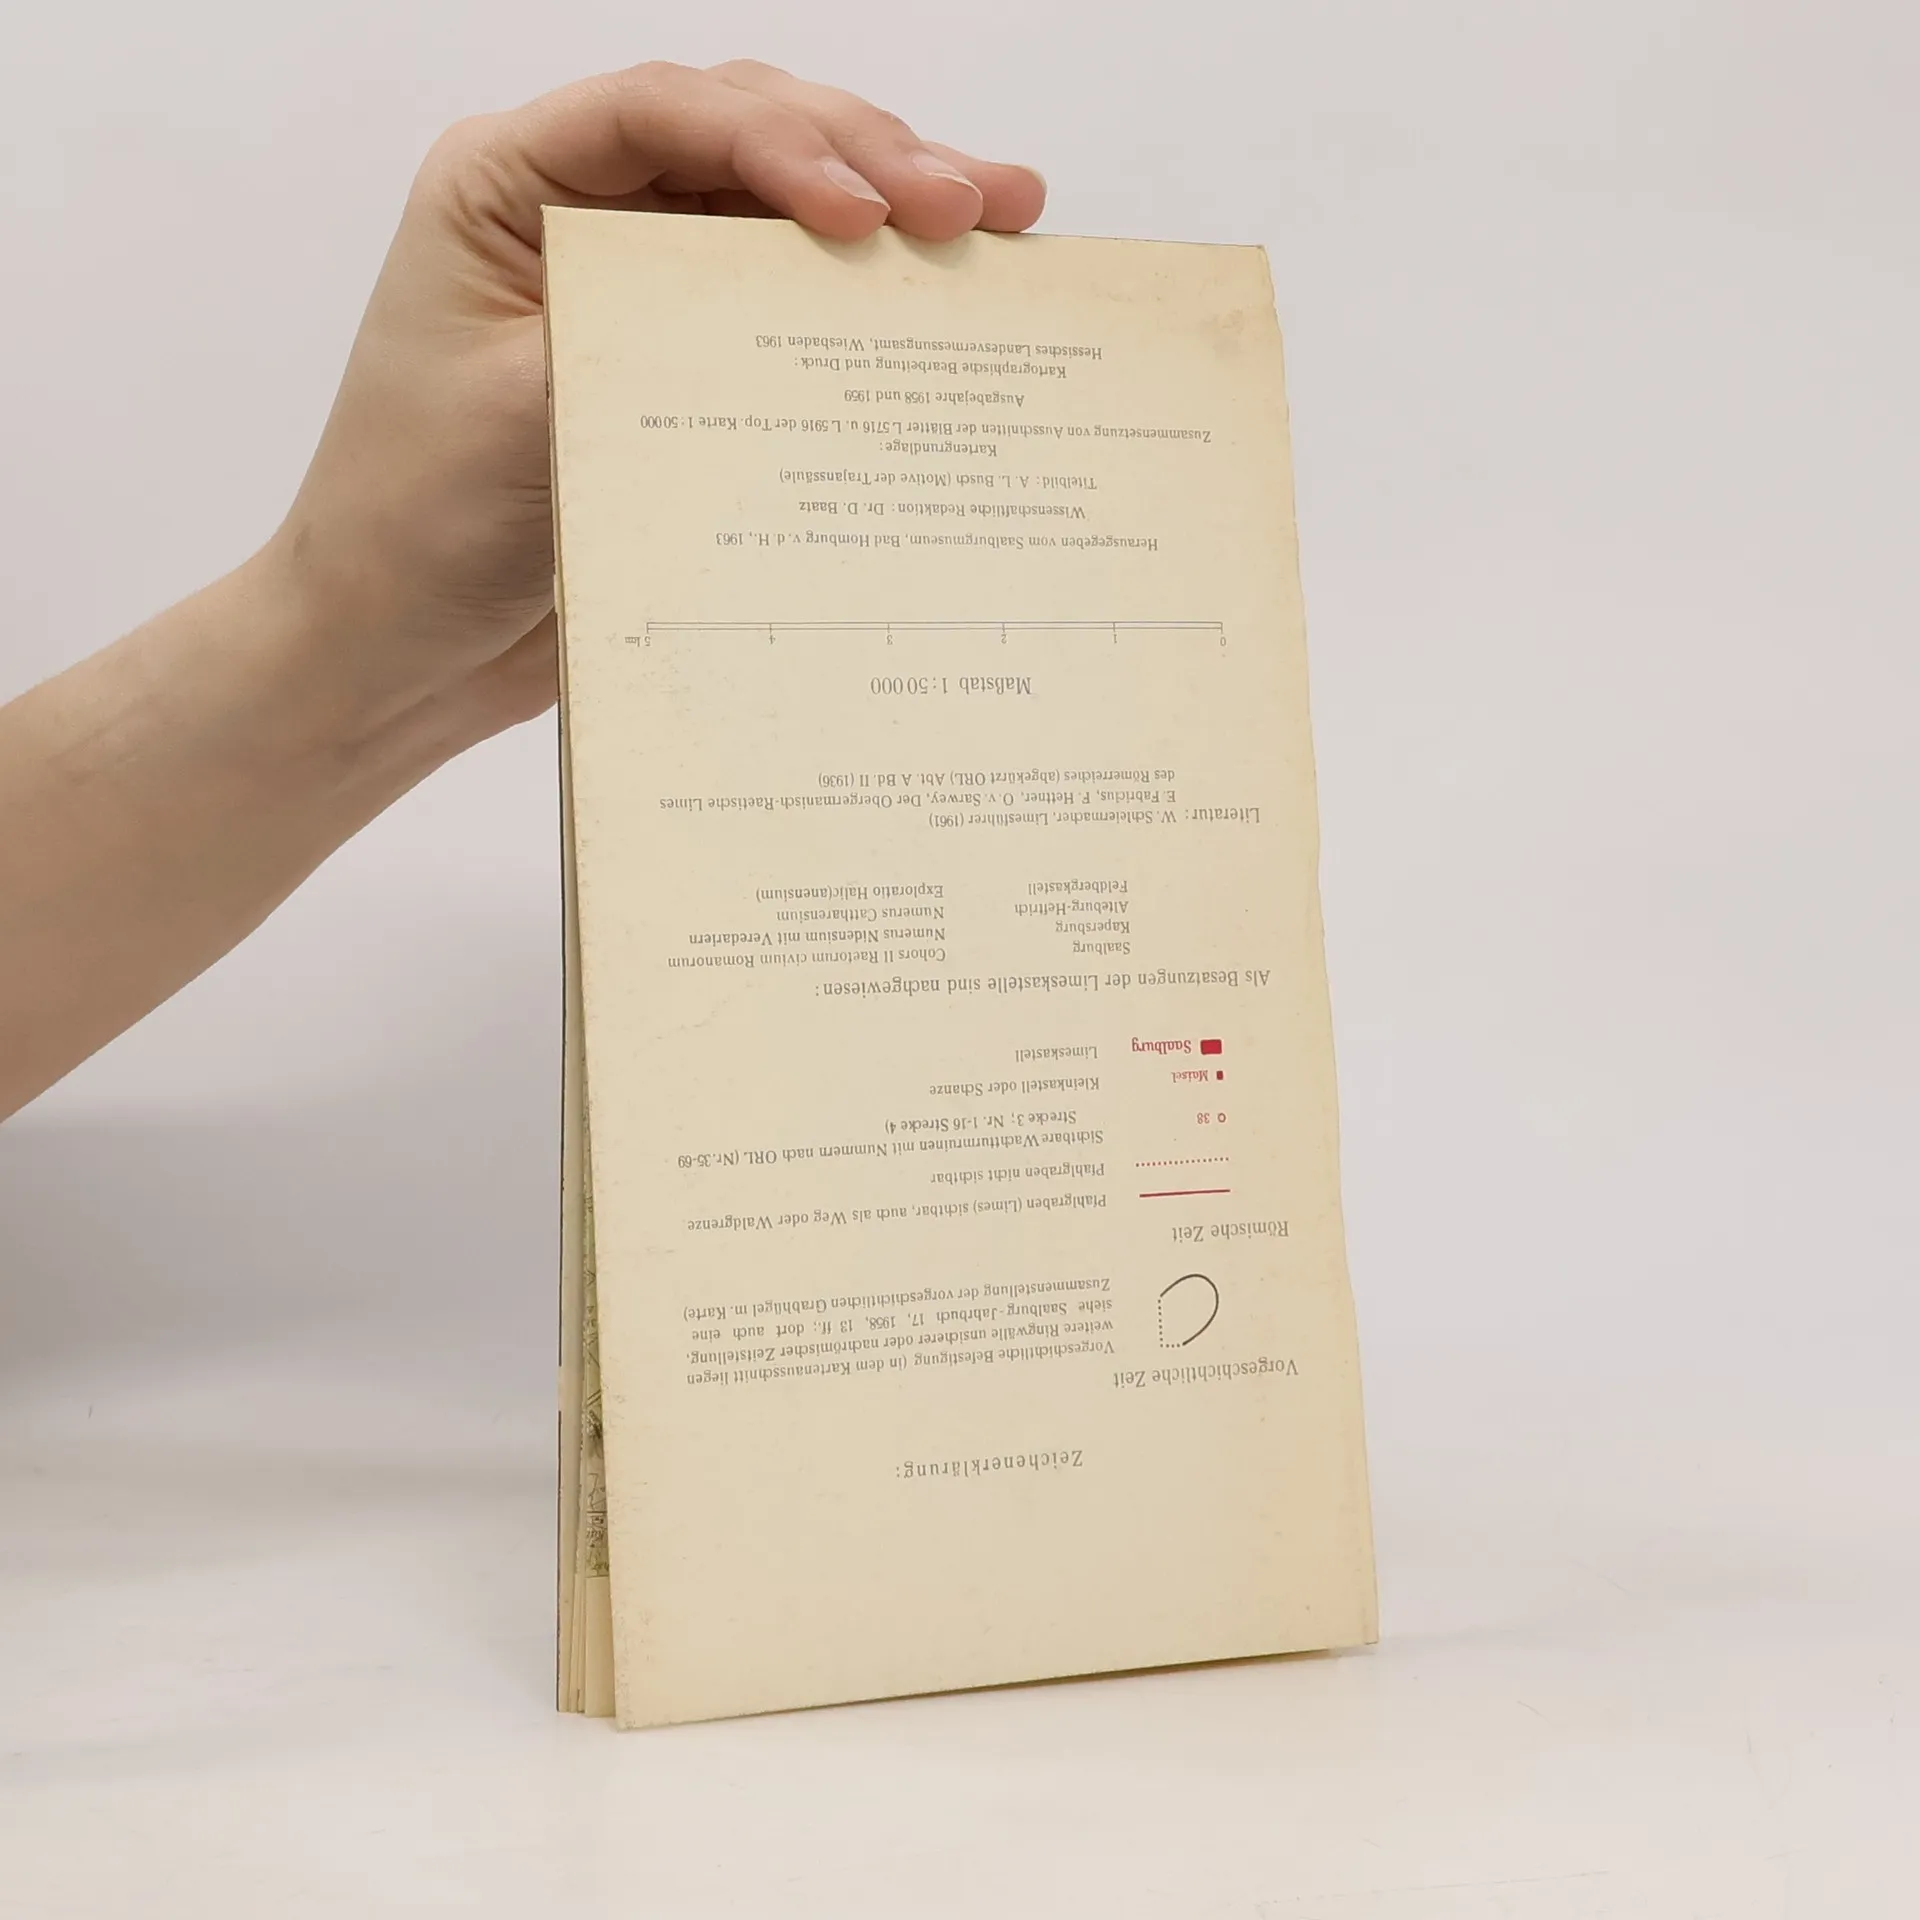 Zeichenerklärung:
Vorgeschichtliche Zeit
Vorgeschichtliche Befestigung (in dem Kartenausschnitt liegen
weitere Ringwälle unsicherer oder nachrömischer Zeitstellung,
siehe Saalburg-Jahrbuch 17, 1958, 13 ff.; dort auch eine
Zusammenstellung der vorgeschichtlichen Grabhügel m. Karte)
Römische Zeit
Pfahlgraben (Limes) sichtbar, auch als Weg oder Waldgrenze
Pfahlgraben nicht sichtbar
38 Sichtbare Wachtturmruinen mit Nummern nach ORL (Nr. 35-69
Strecke 3; Nr. 1-16 Strecke 4)
Maisel Kleinkastell oder Schanze
Saalburg Limeskastell
Als Besatzungen der Limeskastelle sind nachgewiesen:
Saalburg Cohors II Raetorum civium Romanorum
Kapersburg Numerus Nidensium mit Veredariern
Alteburg-Heftrich Numerus Cattharensium
Feldbergkastell Exploratio Halic(anensium)
Literatur: W. Schleiermacher, Limesführer (1961)
E. Fabricius, F. Hettner, O. v. Sarwey, Der Obergermanisch-Raetische Limes
des Römerreiches (abgekürzt ORL) Abt. A Bd. II (1936)
Maßstab 1:50 000
0 1 2 3 4 5 km
Herausgegeben vom Saalburgmuseum, Bad Homburg v. d. H., 1963
Wissenschaftliche Redaktion: Dr. D. Baatz
Titelbild: A. L. Busch (Motive der Trajanssäule)
Kartengrundlage:
Zusammensetzung von Ausschnitten der Blätter L 5716 u. L 5916 der Top. Karte 1:50 000
Ausgabejahre 1958 und 1959
Kartographische Bearbeitung und Druck:
Hessisches Landesvermessungsamt, Wiesbaden 1963